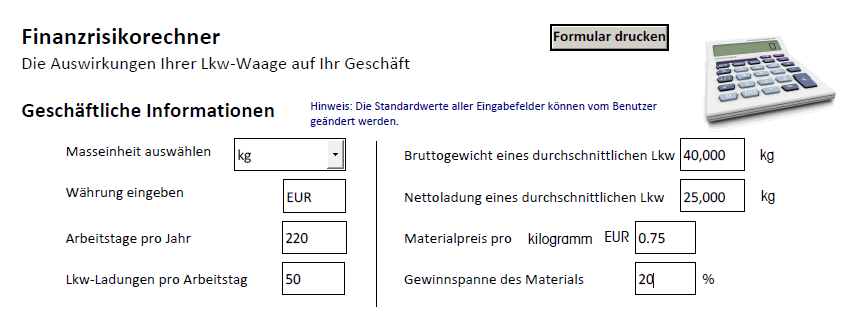 Finanzrisikorechner
Formular drucken
Die Auswirkungen Ihrer Lkw-Waage auf Ihr Geschäft
0
Geschäftliche Informationen
Hinweis: Die Standardwerte aller Eingabefelder können vom Benutzer
geändert werden.
Masseinheit auswählen kg
Währung eingeben EUR
Arbeitstage pro Jahr 220
Lkw-Ladungen pro Arbeitstag 50
Bruttogewicht eines durchschnittlichen Lkw 40,000 kg
Nettoladung eines durchschnittlichen Lkw 25,000 kg
Materialpreis pro kilogramm EUR 0.75
Gewinnspanne des Materials 20 %